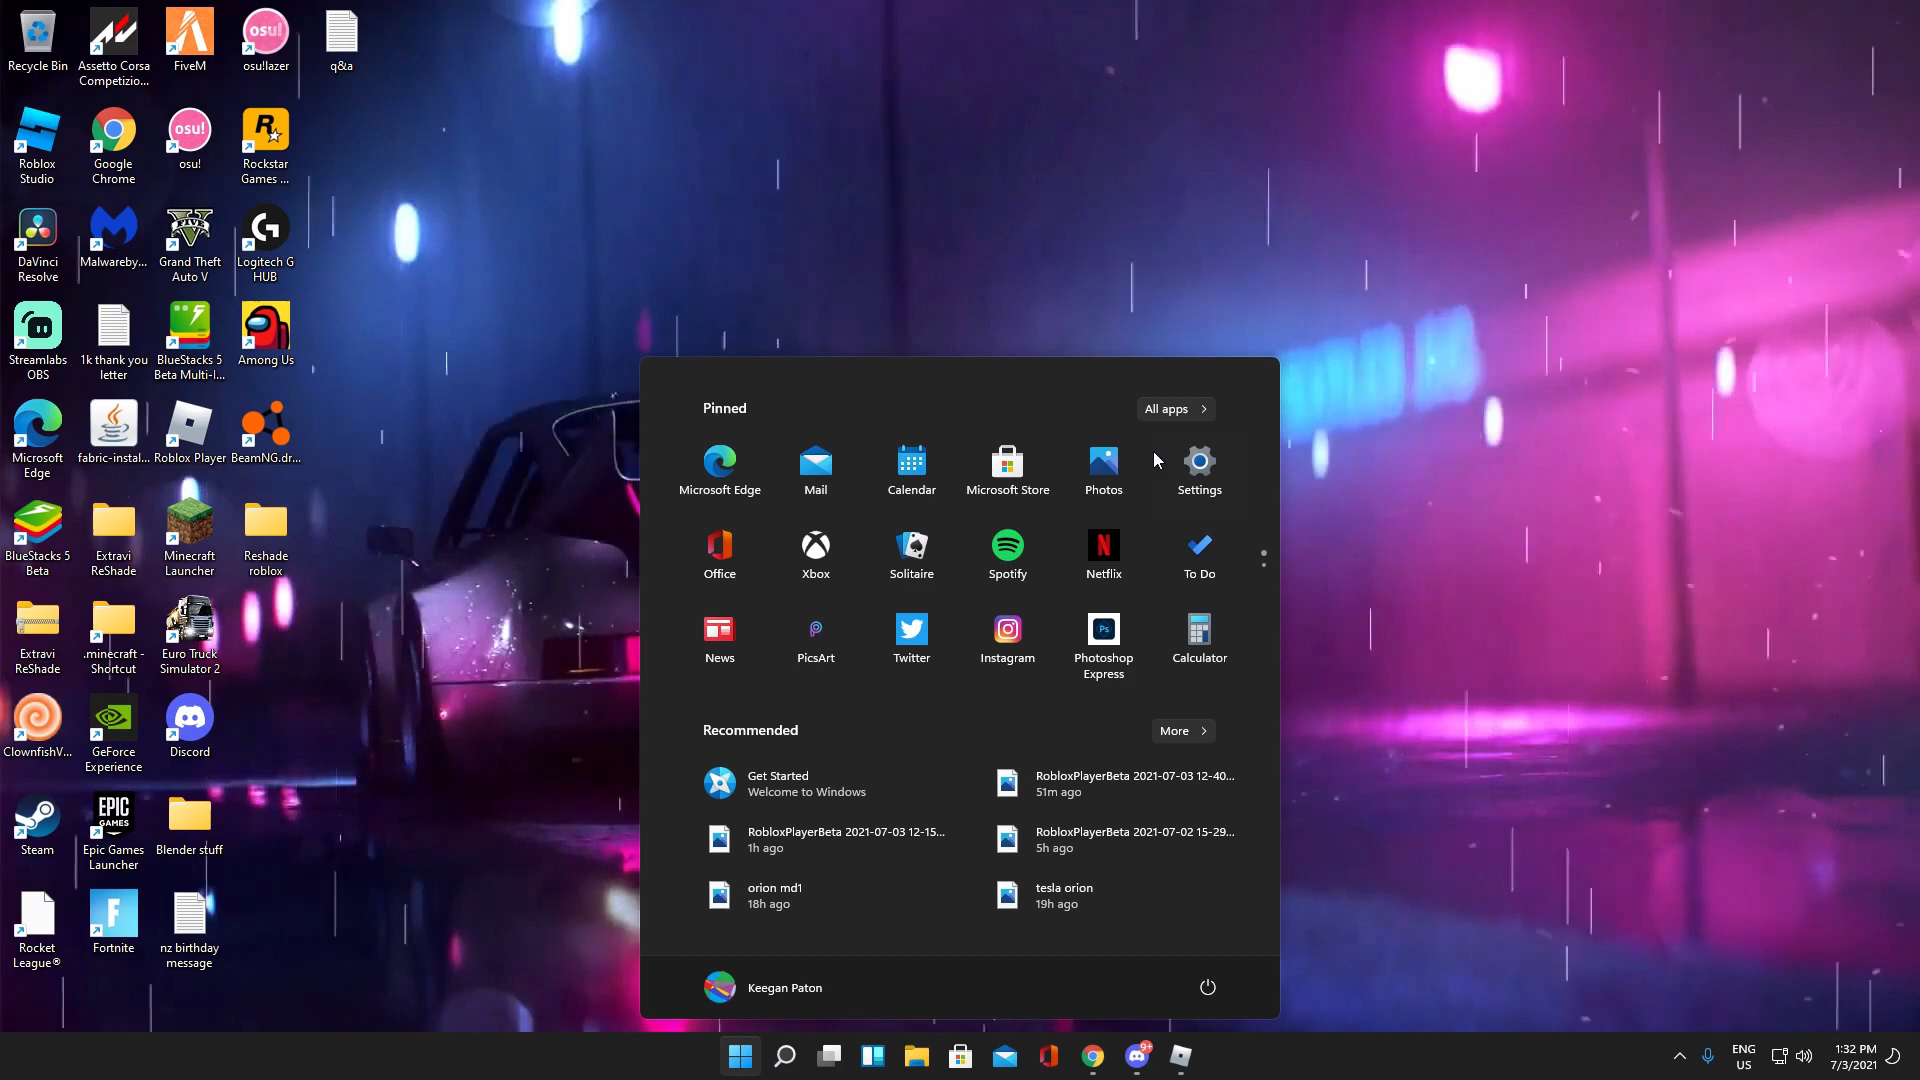 Recycle Bin
Assetto Corsa
Competizio...
FiveM
osu!
osu!lazer
q&a
Roblox
Studio
Google
Chrome
osu!
osu!
R
Rockstar
Games ...
DaVinci
Resolve
Malwareby...
FIVE
Grand Theft
Auto V
Logitech G
HUB
Streamlabs
OBS
1k thank you
letter
BlueStacks 5
Beta Multi-I...
Among Us
Microsoft
Edge
fabric-instal...
Roblox Player
BeamNG.dr...
BlueStacks 5
Beta
Extravi
ReShade
Minecraft
Launcher
Reshade
roblox
Extravi
ReShade
.minecraft -
Shortcut
Euro Truck
Simulator 2
ClownfishV...
GeForce
Experience
Discord
Steam
EPIC
GAMES
Epic Games
Launcher
Blender stuff
Rocket
League®
F
Fortnite
nz birthday
message
Pinned
All apps
Microsoft Edge
Mail
Calendar
Microsoft Store
Photos
Settings
Office
Xbox
Solitaire
Spotify
N
Netflix
To Do
News
PicsArt
Twitter
Instagram
Ps
Photoshop
Express
Calculator
Recommended
More
Get Started
Welcome to Windows
RobloxPlayerBeta 2021-07-03 12-40...
51m ago
RobloxPlayerBeta 2021-07-03 12-15...
1h ago
RobloxPlayerBeta 2021-07-02 15-29...
5h ago
orion md1
18h ago
tesla orion
19h ago
Keegan Paton
9+
ENG
US
1:32 PM
7/3/2021